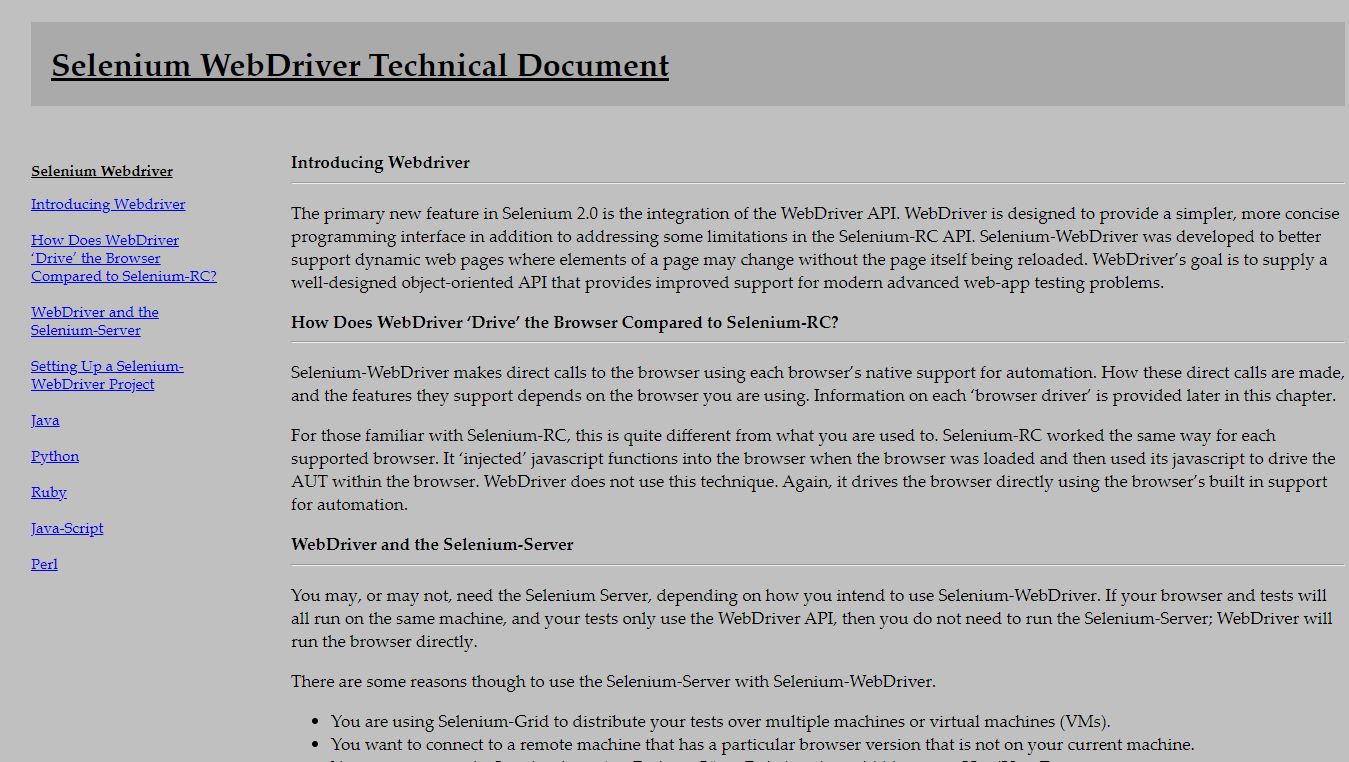 Selenium WebDriver Technical Document
Selenium Webdriver
Introducing Webdriver
How Does WebDriver
‘Drive’ the Browser
Compared to Selenium-RC?
WebDriver and the
Selenium-Server
Setting Up a Selenium-
WebDriver Project
Java
Python
Ruby
Java-Script
Perl
Introducing Webdriver
The primary new feature in Selenium 2.0 is the integration of the WebDriver API. WebDriver is designed to provide a simpler, more concise
programming interface in addition to addressing some limitations in the Selenium-RC API. Selenium-WebDriver was developed to better
support dynamic web pages where elements of a page may change without the page itself being reloaded. WebDriver’s goal is to supply a
well-designed object-oriented API that provides improved support for modern advanced web-app testing problems.
How Does WebDriver ‘Drive’ the Browser Compared to Selenium-RC?
Selenium-WebDriver makes direct calls to the browser using each browser’s native support for automation. How these direct calls are made,
and the features they support depends on the browser you are using. Information on each ‘browser driver’ is provided later in this chapter.
For those familiar with Selenium-RC, this is quite different from what you are used to. Selenium-RC worked the same way for each
supported browser. It ‘injected’ javascript functions into the browser when the browser was loaded and then used its javascript to drive the
AUT within the browser. WebDriver does not use this technique. Again, it drives the browser directly using the browser’s built in support
for automation.
WebDriver and the Selenium-Server
You may, or may not, need the Selenium Server, depending on how you intend to use Selenium-WebDriver. If your browser and tests will
all run on the same machine, and your tests only use the WebDriver API, then you do not need to run the Selenium-Server; WebDriver will
run the browser directly.
There are some reasons though to use the Selenium-Server with Selenium-WebDriver.
• You are using Selenium-Grid to distribute your tests over multiple machines or virtual machines (VMs).
• You want to connect to a remote machine that has a particular browser version that is not on your current machine.